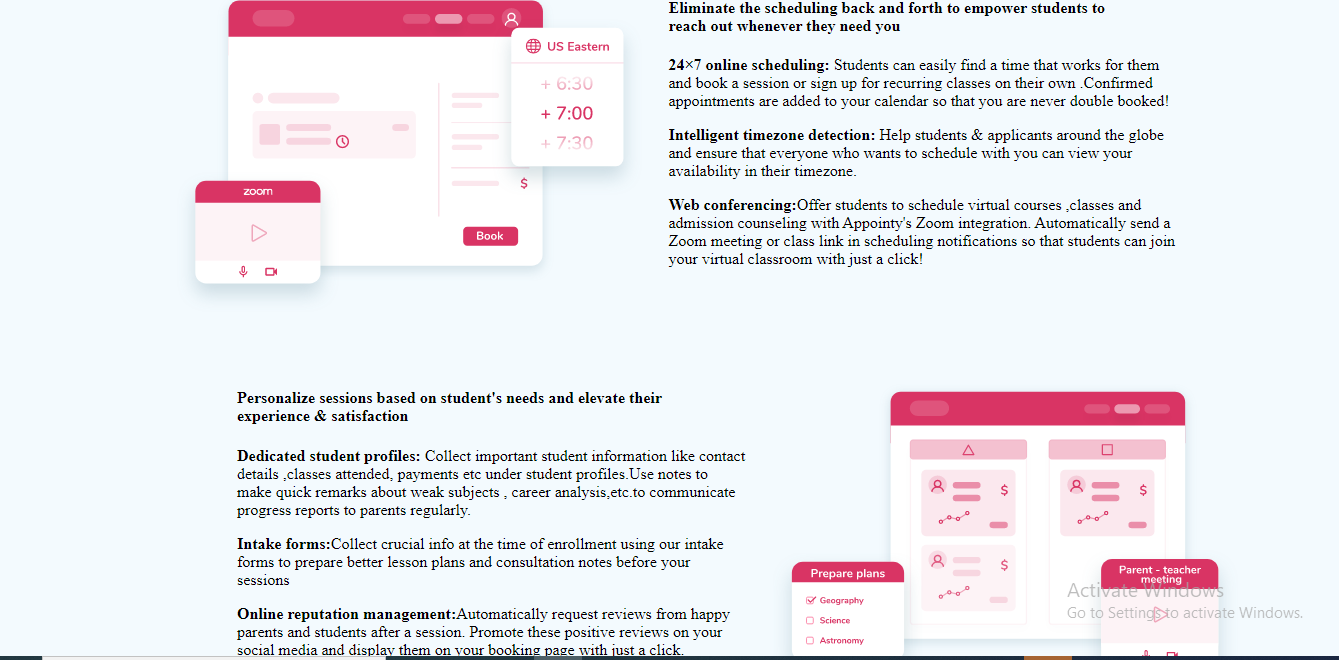 US Eastern
+ 6:30
+ 7:00
+ 7:30
$
zoom
Book
Eliminate the scheduling back and forth to empower students to
reach out whenever they need you
24×7 online scheduling: Students can easily find a time that works for them
and book a session or sign up for recurring classes on their own .Confirmed
appointments are added to your calendar so that you are never double booked!
Intelligent timezone detection: Help students & applicants around the globe
and ensure that everyone who wants to schedule with you can view your
availability in their timezone.
Web conferencing:Offer students to schedule virtual courses ,classes and
admission counseling with Appointy's Zoom integration. Automatically send a
Zoom meeting or class link in scheduling notifications so that students can join
your virtual classroom with just a click!
Personalize sessions based on student's needs and elevate their
experience & satisfaction
Dedicated student profiles: Collect important student information like contact
details ,classes attended, payments etc under student profiles.Use notes to
make quick remarks about weak subjects , career analysis,etc.to communicate
progress reports to parents regularly.
Intake forms:Collect crucial info at the time of enrollment using our intake
forms to prepare better lesson plans and consultation notes before your
sessions
Online reputation management:Automatically request reviews from happy
parents and students after a session. Promote these positive reviews on your
social media and display them on your booking page with just a click.
$
$
$
Prepare plans
Geography
Science
Astronomy
Parent - teacher
meeting
Activate Windows
Go to Settings to activate Windows.